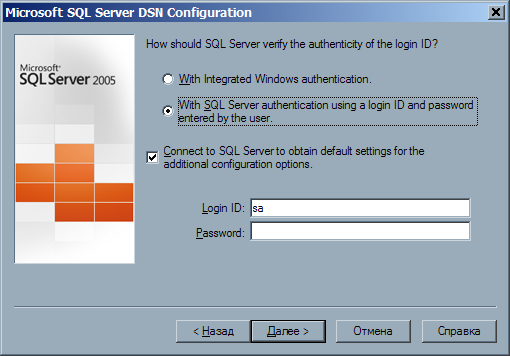 Microsoft SQL Server DSN Configuration
How should SQL Server verify the authenticity of the login ID?
Microsoft®
SQL Server 2005
With Integrated Windows authentication.
With SQL Server authentication using a login ID and password
entered by the user.
Connect to SQL Server to obtain default settings for the
additional configuration options.
Login ID: sa
Password:
< Назад Далее > Отмена Справка